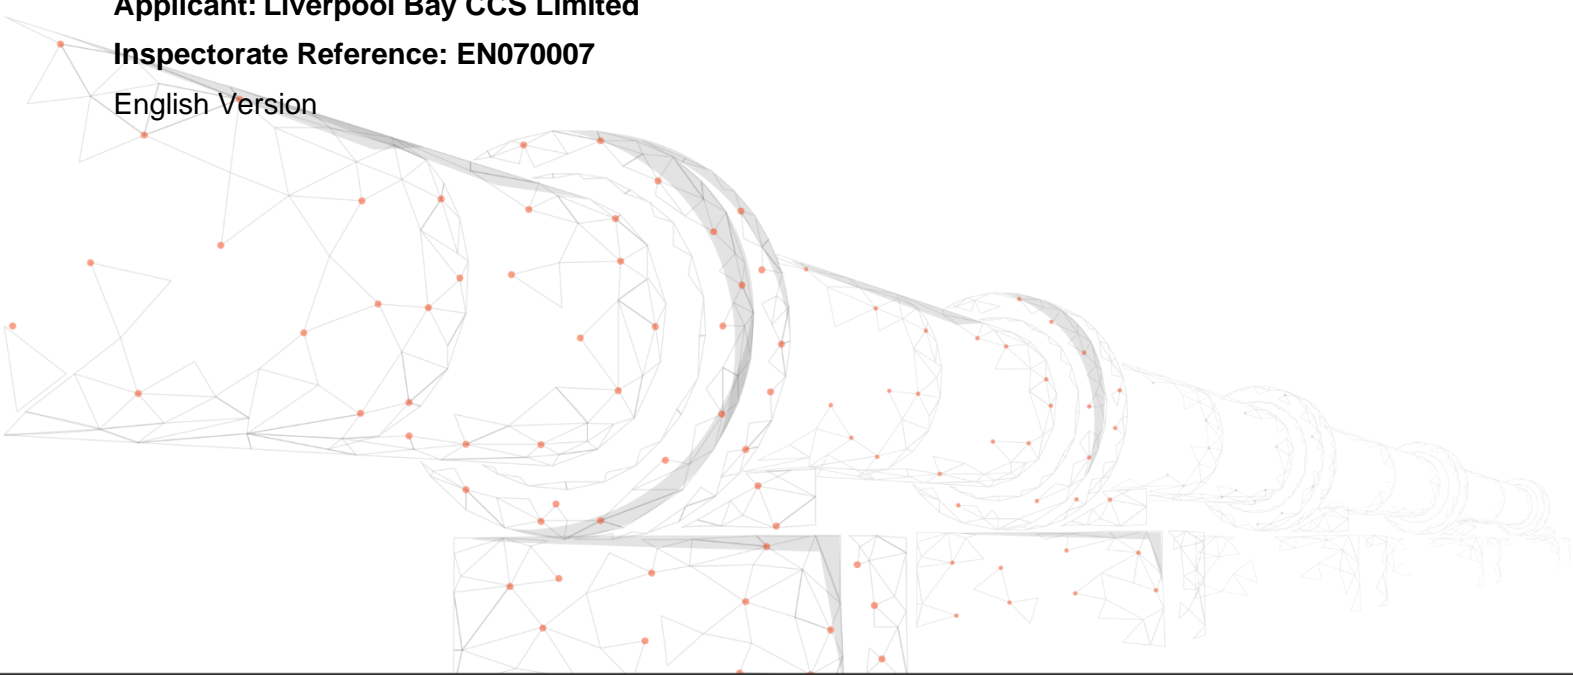 Applicant: Liverpool Bay CCS Limited
Inspectorate Reference: EN070007
English Version